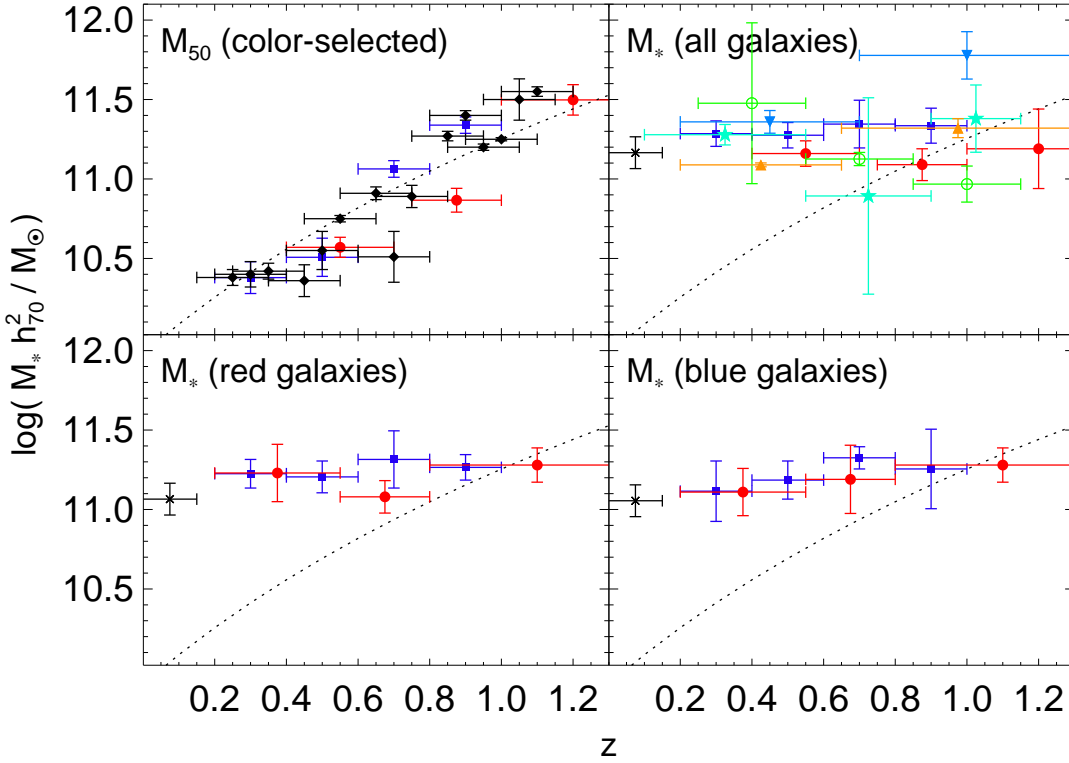 M50 (color-selected)
M* (all galaxies)
12.0
11.5
11.0
10.5
M* (red galaxies)
M* (blue galaxies)
12.0
11.5
11.0
10.5
log( M* h²70 / M☉)
0.2 0.4 0.6 0.8 1.0 1.2
0.2 0.4 0.6 0.8 1.0 1.2
z